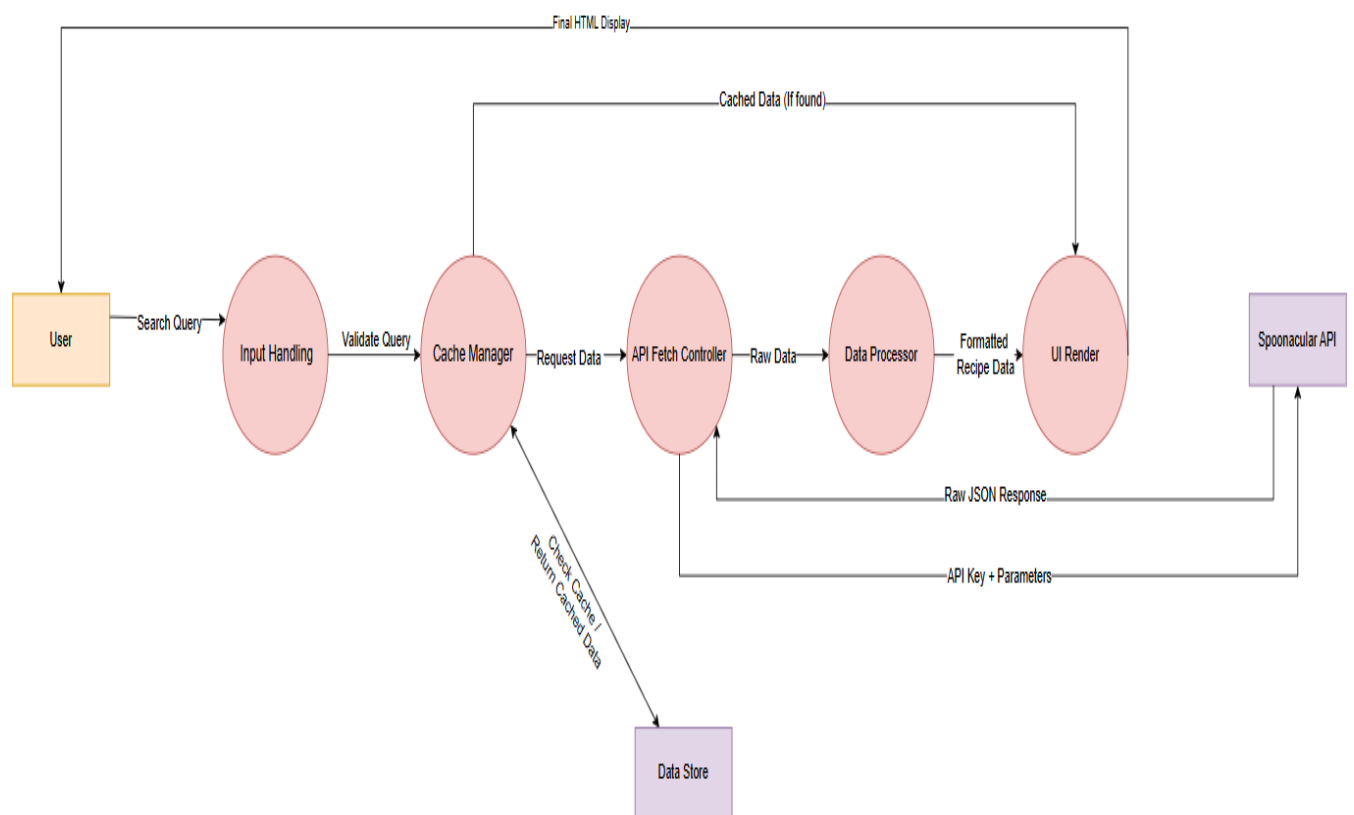 Final HTML Display
Cached Data (If found)
User
Search Query
Input Handling
Validate Query
Cache Manager
Request Data
API Fetch Controller
Raw Data
Data Processor
Formatted
Recipe Data
UI Render
Spoonacular API
Raw JSON Response
API Key + Parameters
Check Cache /
Return Cached Data
Data Store